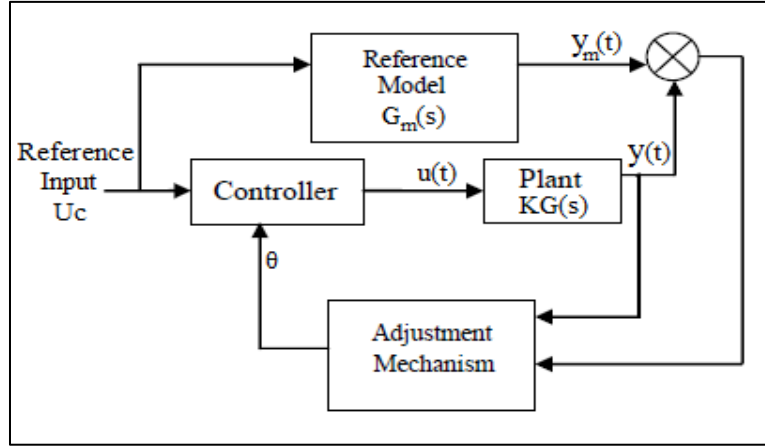 Reference
Model
G_m(s)
y_m(t)
Reference
Input
Uc
Controller
u(t)
Plant
KG(s)
y(t)
θ
Adjustment
Mechanism